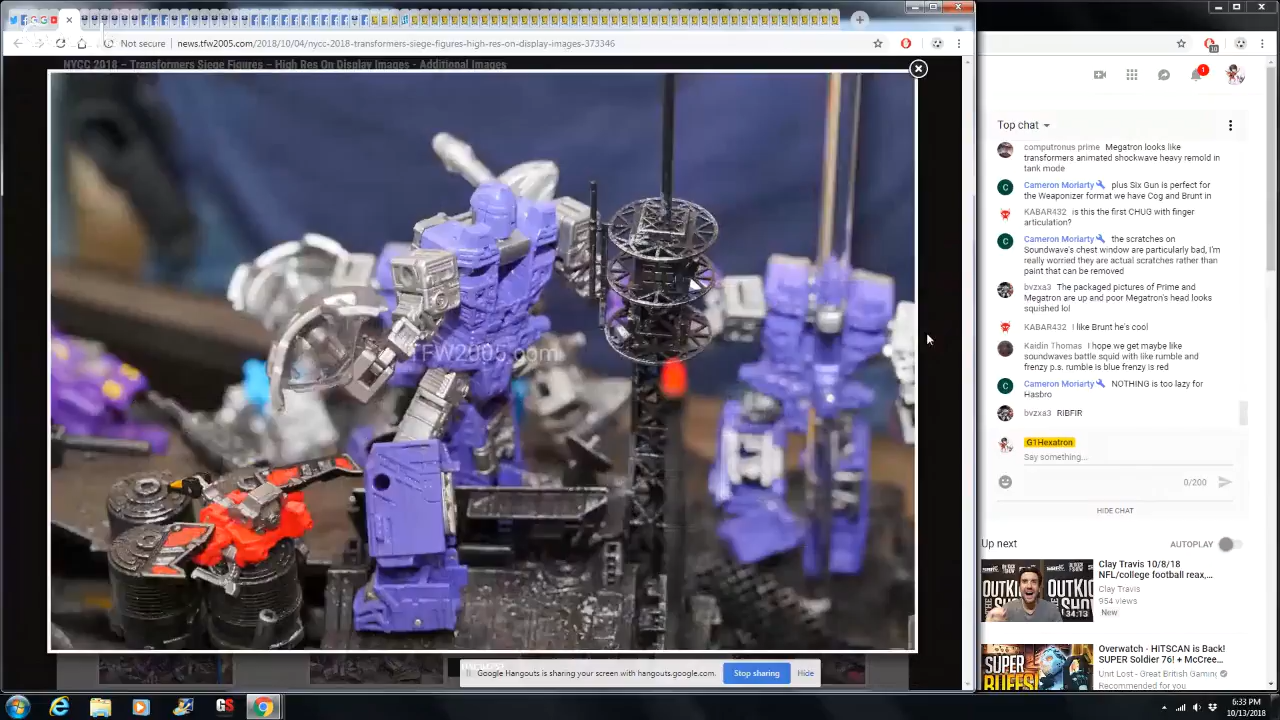 Not secure
news.tfw2005.com/2018/10/04/nycc-2018-transformers-siege-figures-high-res-on-display-images-373346
NYCC 2018 – Transformers Siege Figures – High Res On Display Images - Additional Images
TFW2005.com
Google Hangouts is sharing your screen with hangouts.google.com.
Stop sharing
Hide
10
1
Top chat
computronus prime Megatron looks like
transformers animated shockwave heavy remold in
tank mode
Cameron Moriarty plus Six Gun is perfect for
the Weaponizer format we have Cog and Brunt in
KABAR432 is this the first CHUG with finger
articulation?
Cameron Moriarty the scratches on
Soundwave's chest window are particularly bad, I'm
really worried they are actual scratches rather than
paint that can be removed
bvzxa3 The packaged pictures of Prime and
Megatron are up and poor Megatron's head looks
squished lol
KABAR432 I like Brunt he's cool
Kaidin Thomas I hope we get maybe like
soundwaves battle squid with like rumble and
frenzy p.s. rumble is blue frenzy is red
Cameron Moriarty NOTHING is too lazy for
Hasbro
bvzxa3 RIBFIR
G1Hexatron
Say something...
0/200
HIDE CHAT
Up next
AUTOPLAY
OUTKICK
THE SHOW
34:13
Clay Travis 10/8/18
NFL/college football reax,...
Clay Travis
954 views
New
SUPER
BUFFS!
Overwatch - HITSCAN is Back!
SUPER Soldier 76! + McCree...
Unit Lost - Great British Gaming
Recommended for you
6:33 PM
10/13/2018